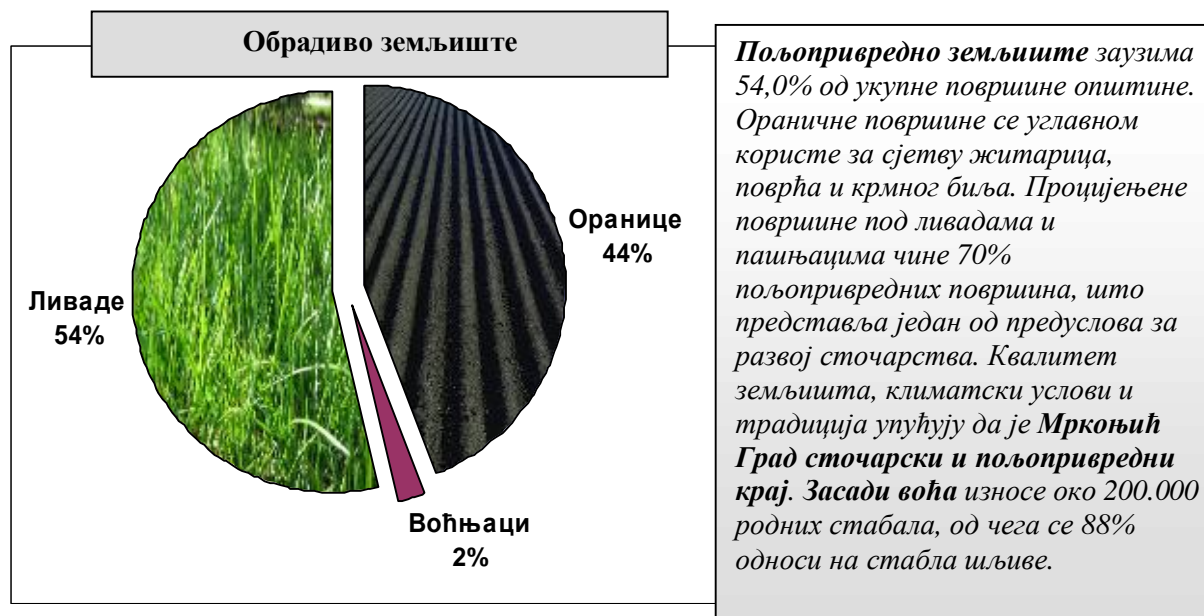 Обрадиво земљиште
Оранице
44%
Ливаде
54%
Воћњаци
2%
Пољопривредно земљиште заузима
54,0% од укупне површине општине.
Ораничне површине се углавном
користе за сјетву житарица,
поврћа и крмног биља. Процијењене
површине под ливадама и
пашњацима чине 70%
пољопривредних површина, што
представља један од предуслова за
развој сточарства. Квалитет
земљишта, климатски услови и
традиција упућују да је Мркоњић
Град сточарски и пољопривредни
крај. Засади воћа износе око 200.000
родних стабала, од чега се 88%
односи на стабла шљиве.